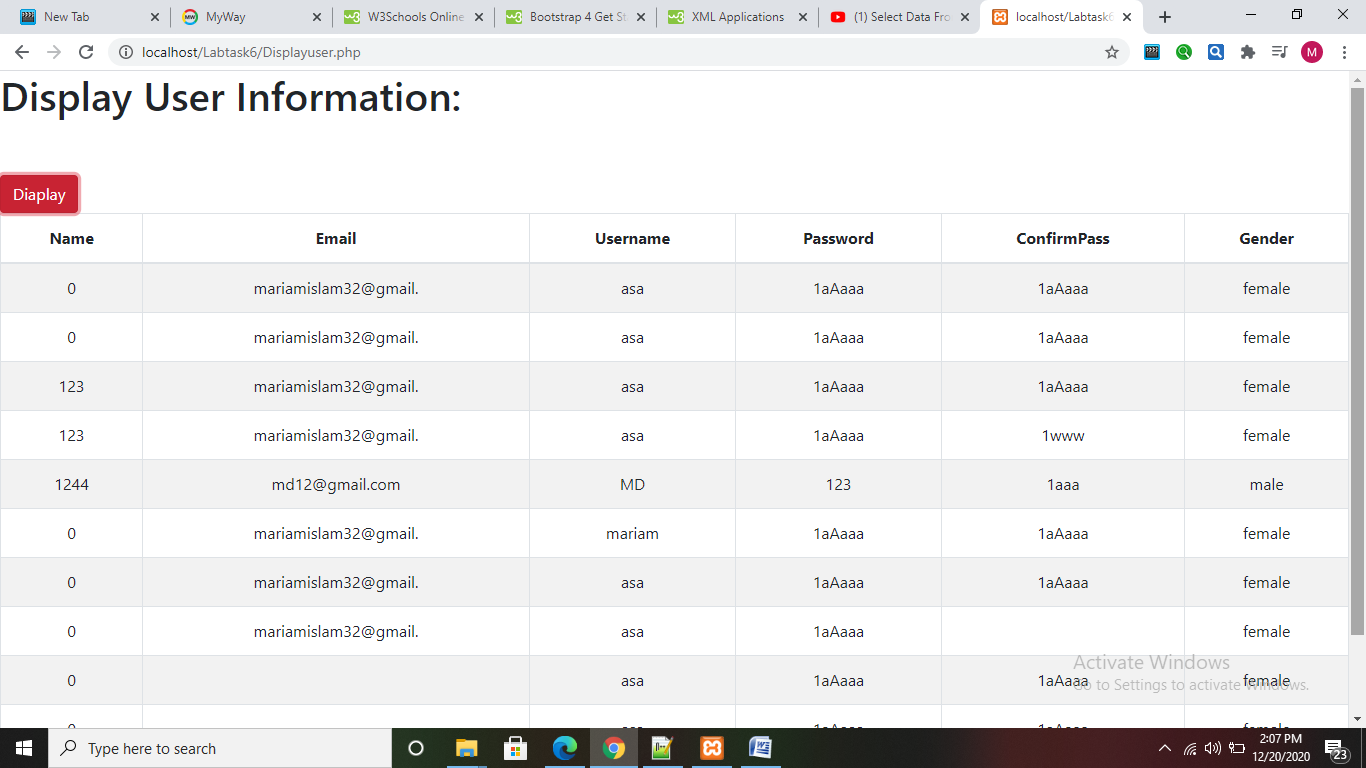 New Tab
MyWay
W3Schools Online
Bootstrap 4 Get St
XML Applications
(1) Select Data Fro
localhost/Labtask6
localhost/Labtask6/Displayuser.php
M
Display User Information:
Diaplay
Name Email Username Password ConfirmPass Gender
0 mariamislam32@gmail. asa 1aAaaa 1aAaaa female
0 mariamislam32@gmail. asa 1aAaaa 1aAaaa female
123 mariamislam32@gmail. asa 1aAaaa 1aAaaa female
123 mariamislam32@gmail. asa 1aAaaa 1www female
1244 md12@gmail.com MD 123 1aaa male
0 mariamislam32@gmail. mariam 1aAaaa 1aAaaa female
0 mariamislam32@gmail. asa 1aAaaa 1aAaaa female
0 mariamislam32@gmail. asa 1aAaaa female
0 asa 1aAaaa 1aAaaa female
Activate Windows
Go to Settings to activate Windows.
Type here to search
2:07 PM
12/20/2020
23